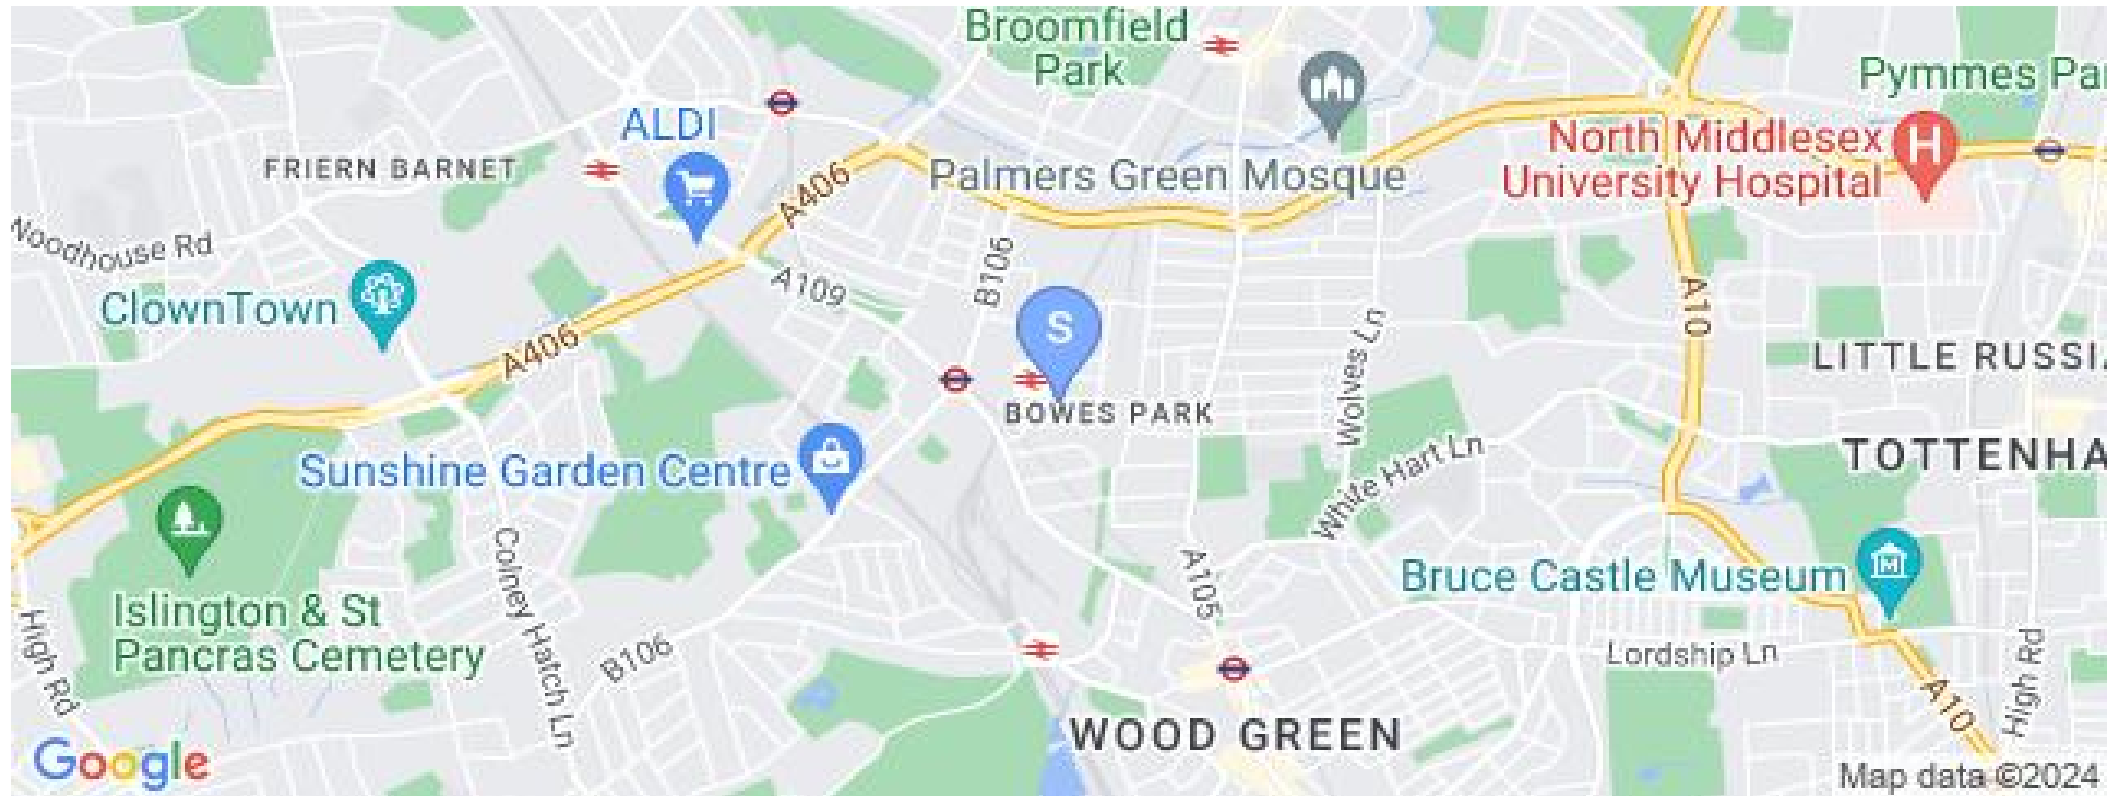 Broomfield
Park
Pymmes Pa
ALDI
North Middlesex
University Hospital
H
FRIERN BARNET
A406
Palmers Green Mosque
Woodhouse Rd
B106
A109
ClownTown
A10
S
A406
Wolves Ln
LITTLE RUSSIA
BOWES PARK
TOTTENHA
Sunshine Garden Centre
White Hart Ln
Colney Hatch Ln
A105
Bruce Castle Museum
M
Islington & St
Pancras Cemetery
High Rd
B106
Lordship Ln
High Rd
A10
WOOD GREEN
Google
Map data ©2024